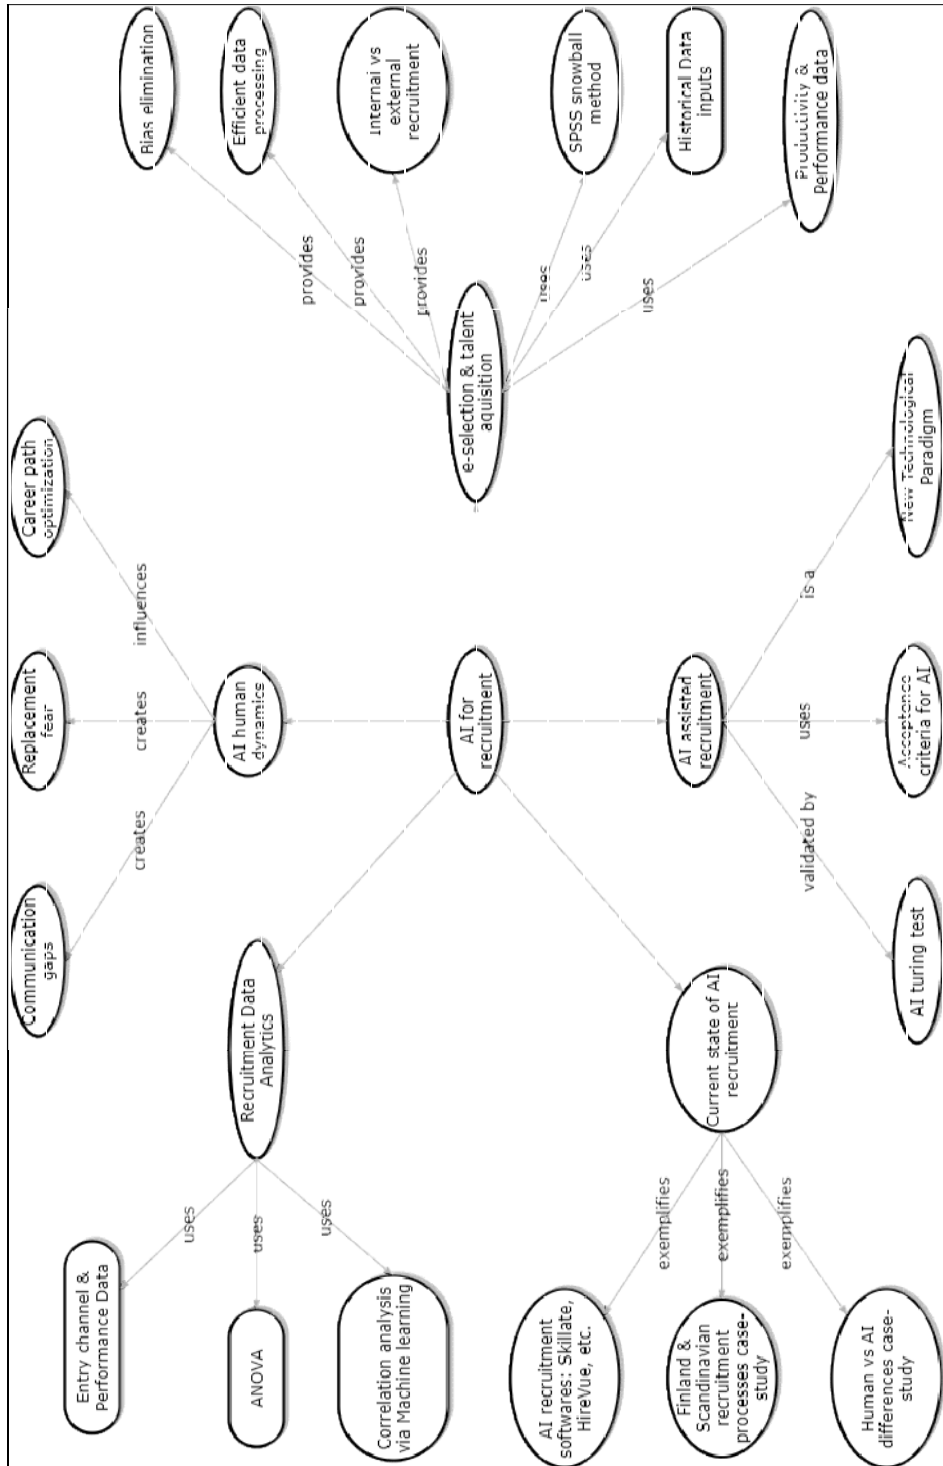 Entry channel &
Performance Data
uses
ANOVA
uses
Correlation analysis
via Machine learning
uses
Recruitment Data
Analytics
Communication
gaps
creates
Replacement
fear
creates
Career path
optimization
influences
AI human
dynamics
AI for
recruitment
Bias elimination
provides
Efficient data
processing
provides
Internal vs
external
recruitment
provides
e-selection & talent
aquisition
SPSS snowball
method
uses
Historical Data
inputs
uses
Productivity &
Performance data
uses
AI recruitment
softwares: Skillate,
HireVue, etc.
exemplifies
Finland &
Scandinavian
recruitment
processes case-
study
exemplifies
Human vs AI
differences case-
study
exemplifies
Current state of AI
recruitment
AI assisted
recruitment
validated by
AI turing test
uses
Acceptance
criteria for AI
is a
New Technological
Paradigm